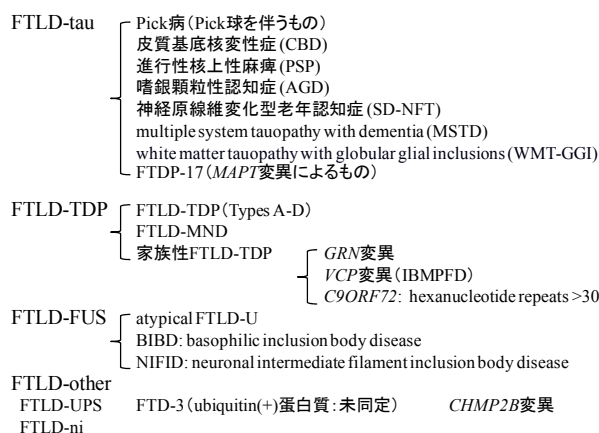 FTLD-tau Pick病（Pick球を伴うもの）
皮質基底核変性症(CBD)
進行性核上性麻痺(PSP)
嗜銀顆粒性認知症(AGD)
神経原線維変化型老年認知症(SD-NFT)
multiple system tauopathy with dementia (MSTD)
white matter tauopathy with globular glial inclusions (WMT-GGI)
FTDP-17（MAPT変異によるもの）
FTLD-TDP FTLD-TDP（Types A-D）
FTLD-MND
家族性FTLD-TDP GRN変異
VCP変異（IBMPFD）
C9ORF72: hexanucleotide repeats >30
FTLD-FUS atypical FTLD-U
BIBD: basophilic inclusion body disease
NIFID: neuronal intermediate filament inclusion body disease
FTLD-other
FTLD-UPS FTD-3（ubiquitin(+)蛋白質：未同定） CHMP2B変異
FTLD-ni